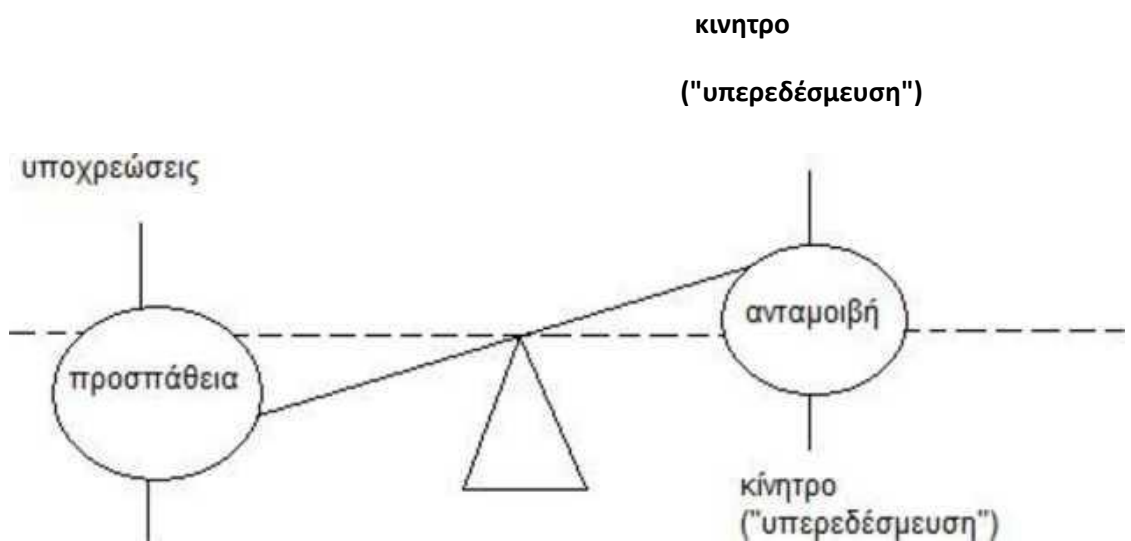 κινητρο
("υπερεδέσμευση")
υποχρεώσεις
ανταμοιβή
προσπάθεια
κίνητρο
("υπερεδέσμευση")